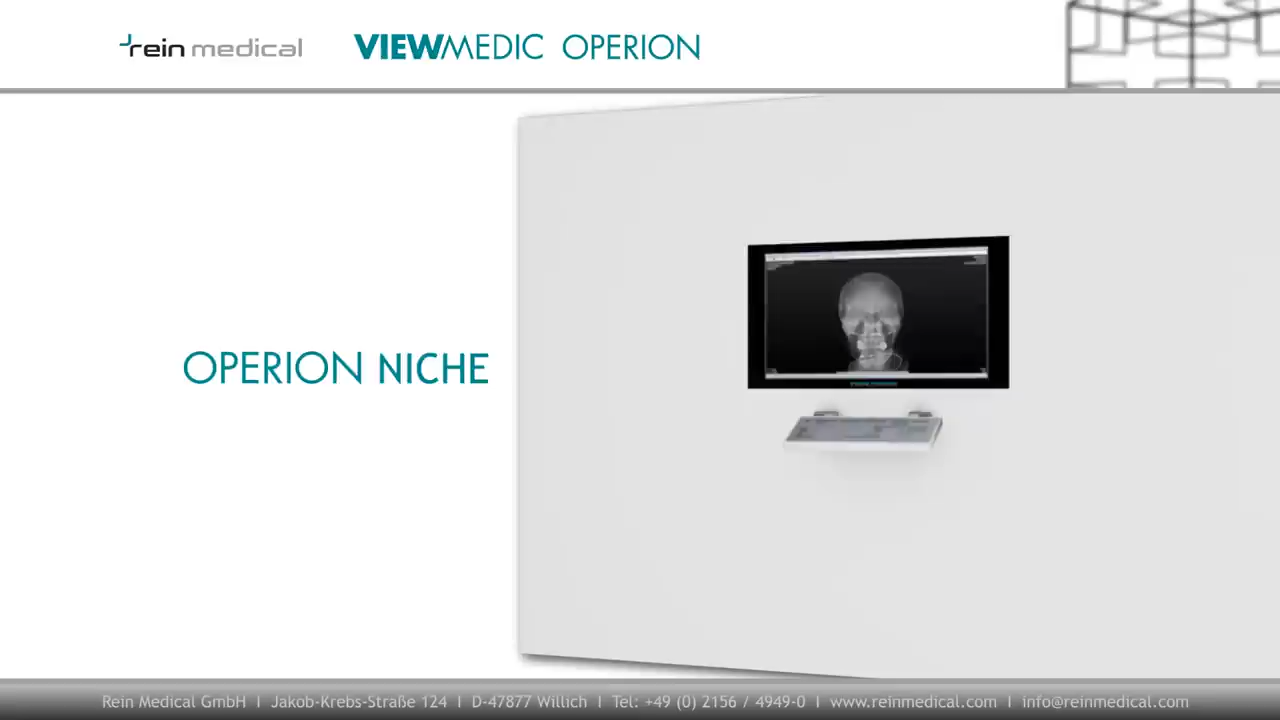 rein medical
VIEWMEDIC OPERION
OPERION NICHE
Rein Medical GmbH | Jakob-Krebs-Straße 124 | D-47877 Willich | Tel: +49 (0) 2156 / 4949-0 | www.reinmedical.com | info@reinmedical.com